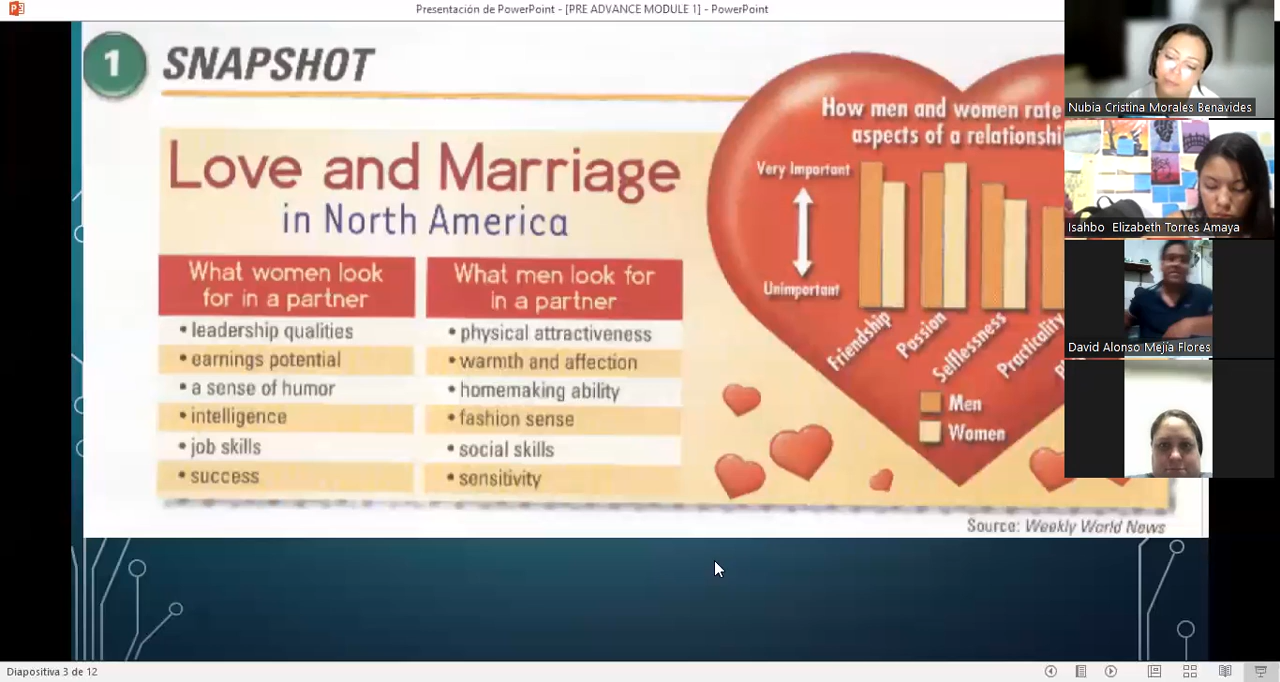 Presentación de PowerPoint - [PRE ADVANCE MODULE 1] - PowerPoint
1 SNAPSHOT
Love and Marriage
in North America
What women look
for in a partner
• leadership qualities
• earnings potential
• a sense of humor
• intelligence
• job skills
• success
What men look for
in a partner
• physical attractiveness
• warmth and affection
• homemaking ability
• fashion sense
• social skills
• sensitivity
How men and women rate
aspects of a relationshi
Very Important
Unimportant
Friendship
Passion
Selflessness
Practicality
Men
Women
Source: Weekly World News
Nubia Cristina Morales Benavides
Isahbo Elizabeth Torres Amaya
David Alonso Mejía Flores
Diapositiva 3 de 12